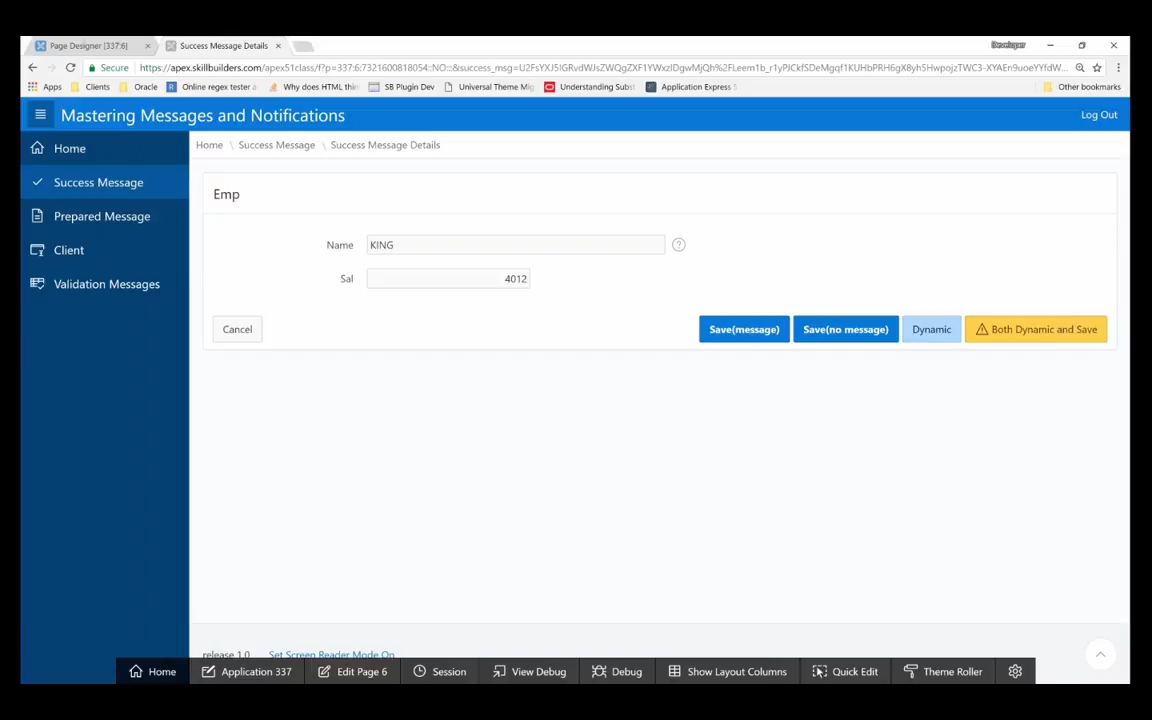 Page Designer [337:6]
Success Message Details
Developer
Secure
Apps
Clients
Oracle
Online regex tester a
Why does HTML thin
SB Plugin Dev
Universal Theme Mig
Understanding Subst
Application Express
Other bookmarks
Mastering Messages and Notifications
Log Out
Home
Success Message
Prepared Message
Client
Validation Messages
Home \ Success Message \ Success Message Details
Emp
Name KING ?
Sal 4012
Cancel
Save(message)
Save(no message)
Dynamic
Both Dynamic and Save
release 1.0
Set Screen Reader Mode On
Home
Application 337
Edit Page 6
Session
View Debug
Debug
Show Layout Columns
Quick Edit
Theme Roller